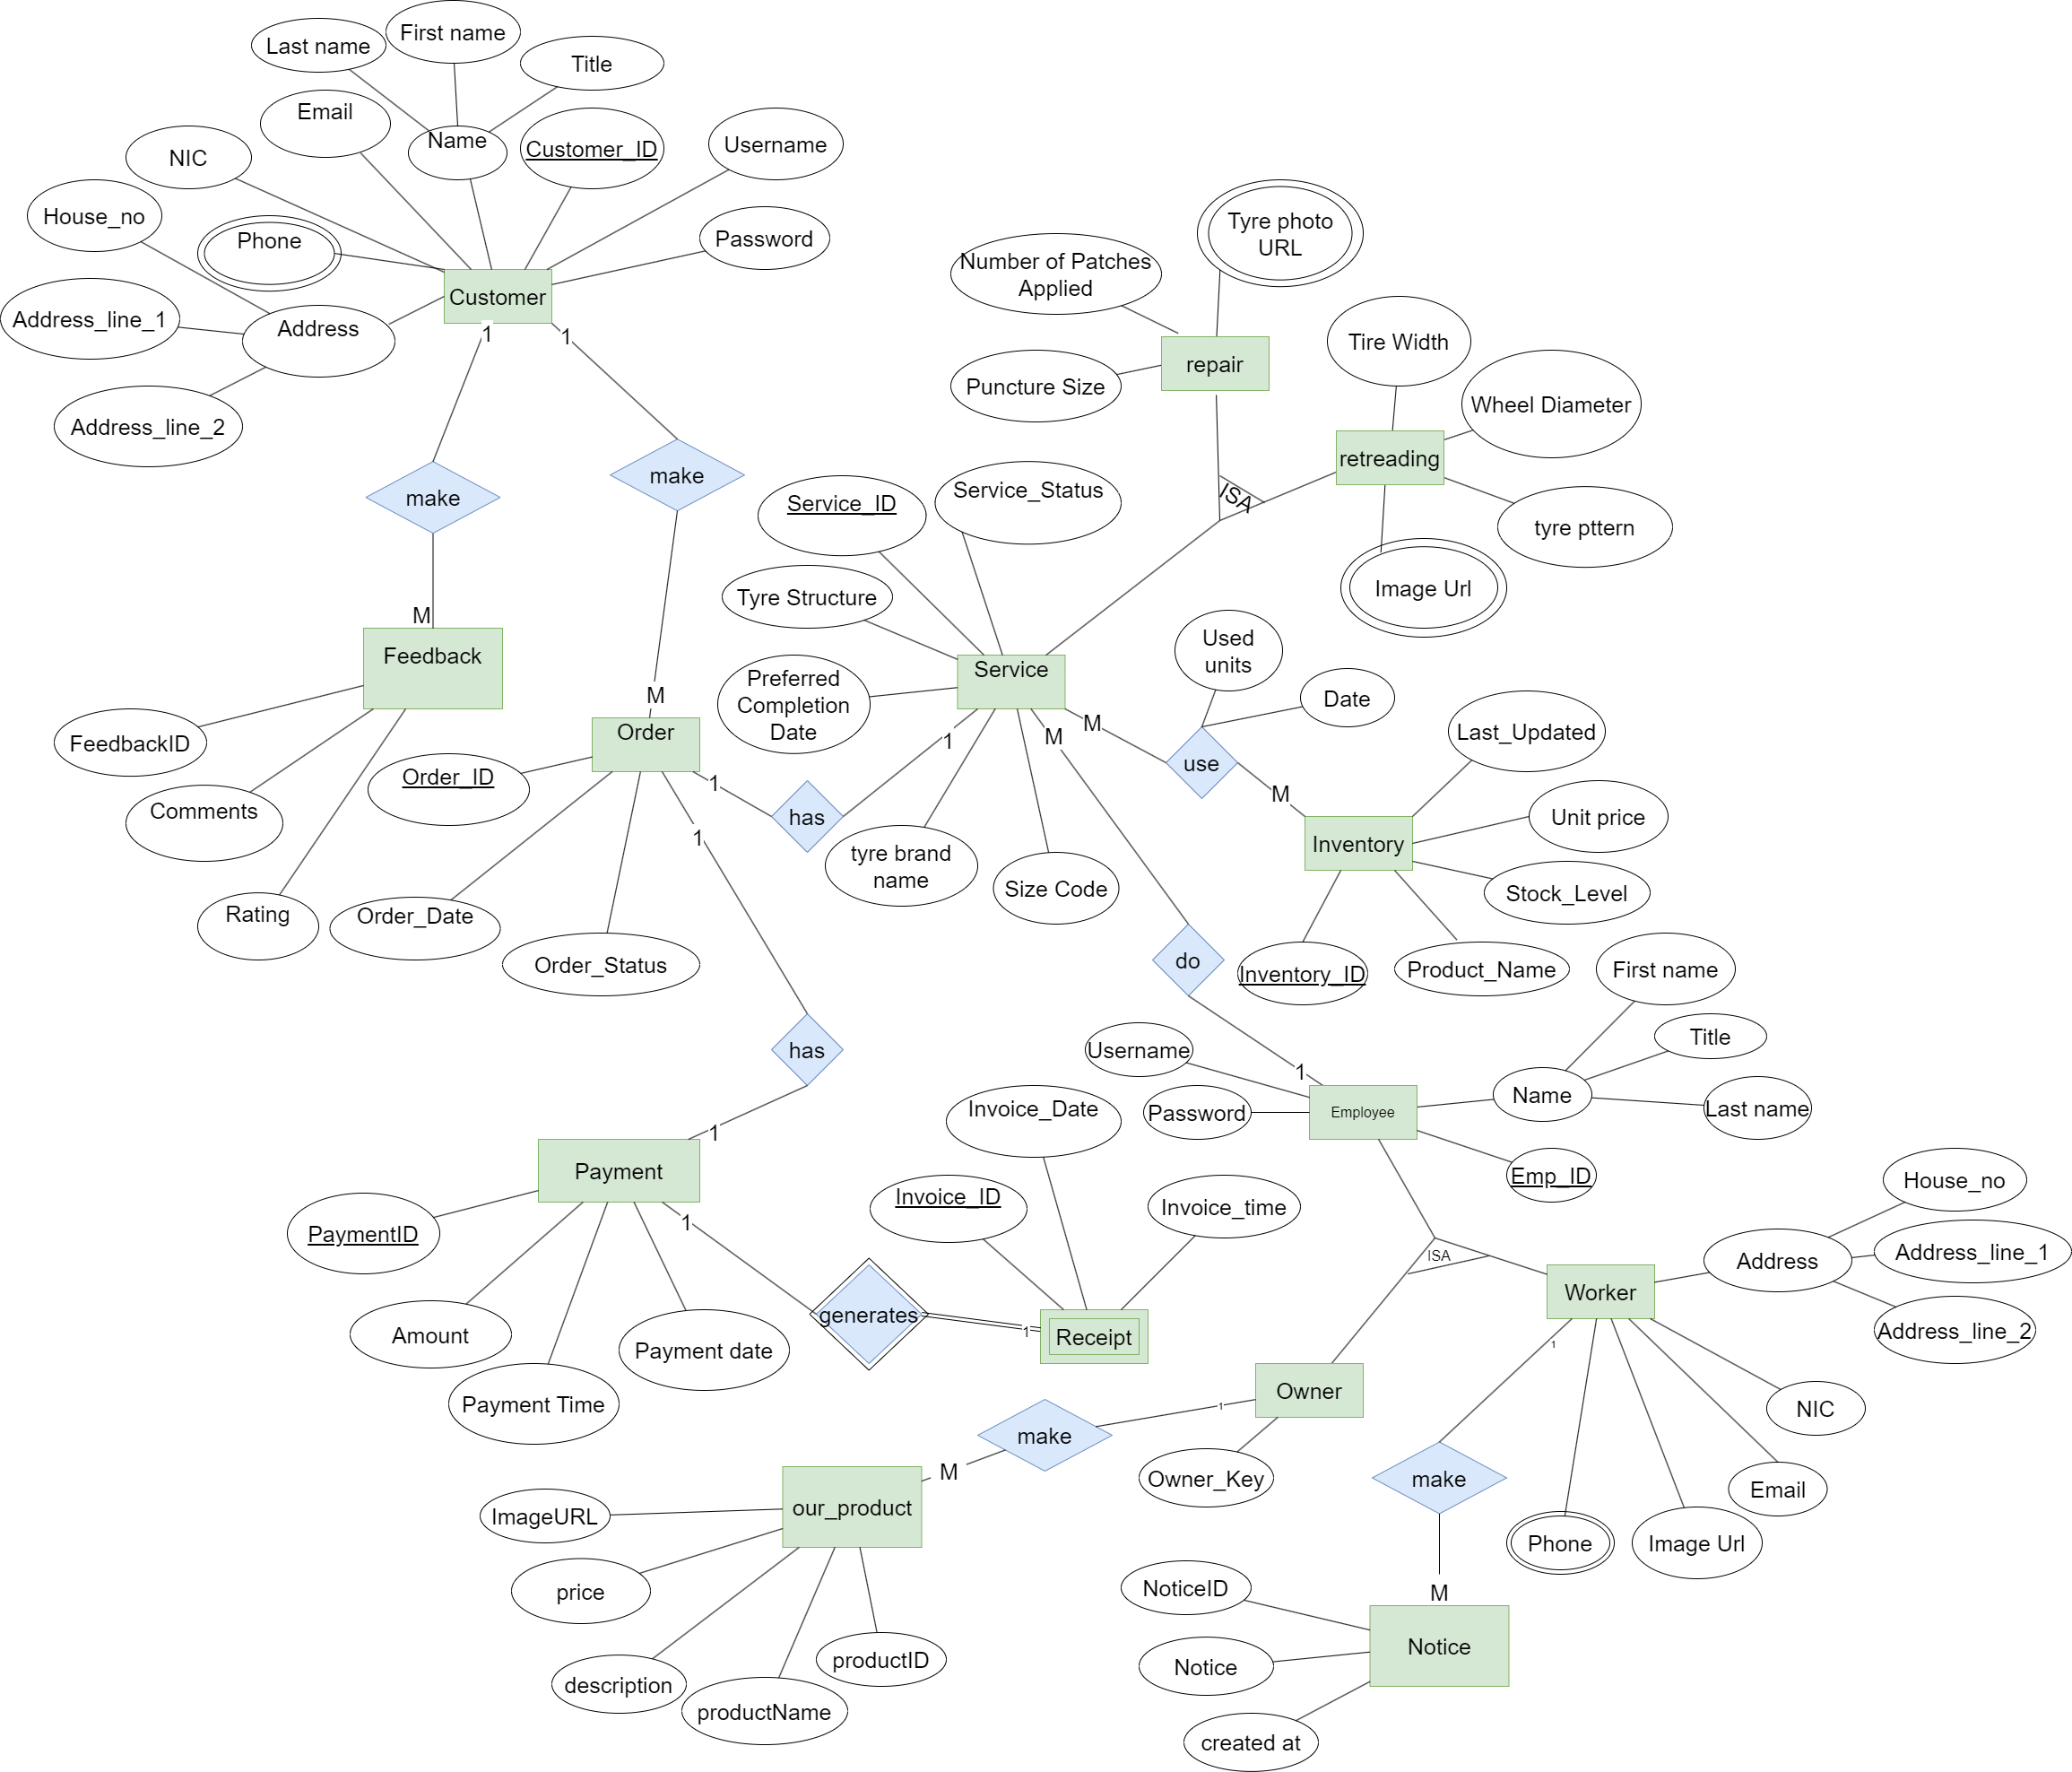 First name
Last name
Title
Email
Name
Customer_ID
Username
NIC
House_no
Phone
Password
Customer
Address_line_1
Address
Address_line_2
1
1
make
make
M
Feedback
M
Order
FeedbackID
Comments
Rating
Order_ID
Order_Date
Order_Status
1
has
1
1
has
1
Tyre photo
URL
Number of Patches
Applied
Puncture Size
repair
Tire Width
Wheel Diameter
retreading
tyre pttern
Image Url
ISA
Service_ID
Service_Status
Tyre Structure
Preferred
Completion
Date
Service
tyre brand
name
Size Code
M
M
Used
units
Date
use
M
Last_Updated
Unit price
Inventory
Stock_Level
Inventory_ID
Product_Name
do
1
First name
Title
Name
Last name
Username
Password
Employee
Emp_ID
Payment
PaymentID
Amount
Payment Time
Payment date
1
generates
1
Receipt
Invoice_Date
Invoice_ID
Invoice_time
ISA
House_no
Address_line_1
Address
Address_line_2
Worker
NIC
Email
Image Url
Phone
1
make
M
Owner
Owner_Key
1
make
M
our_product
ImageURL
price
description
productName
productID
NoticeID
Notice
created at
Notice